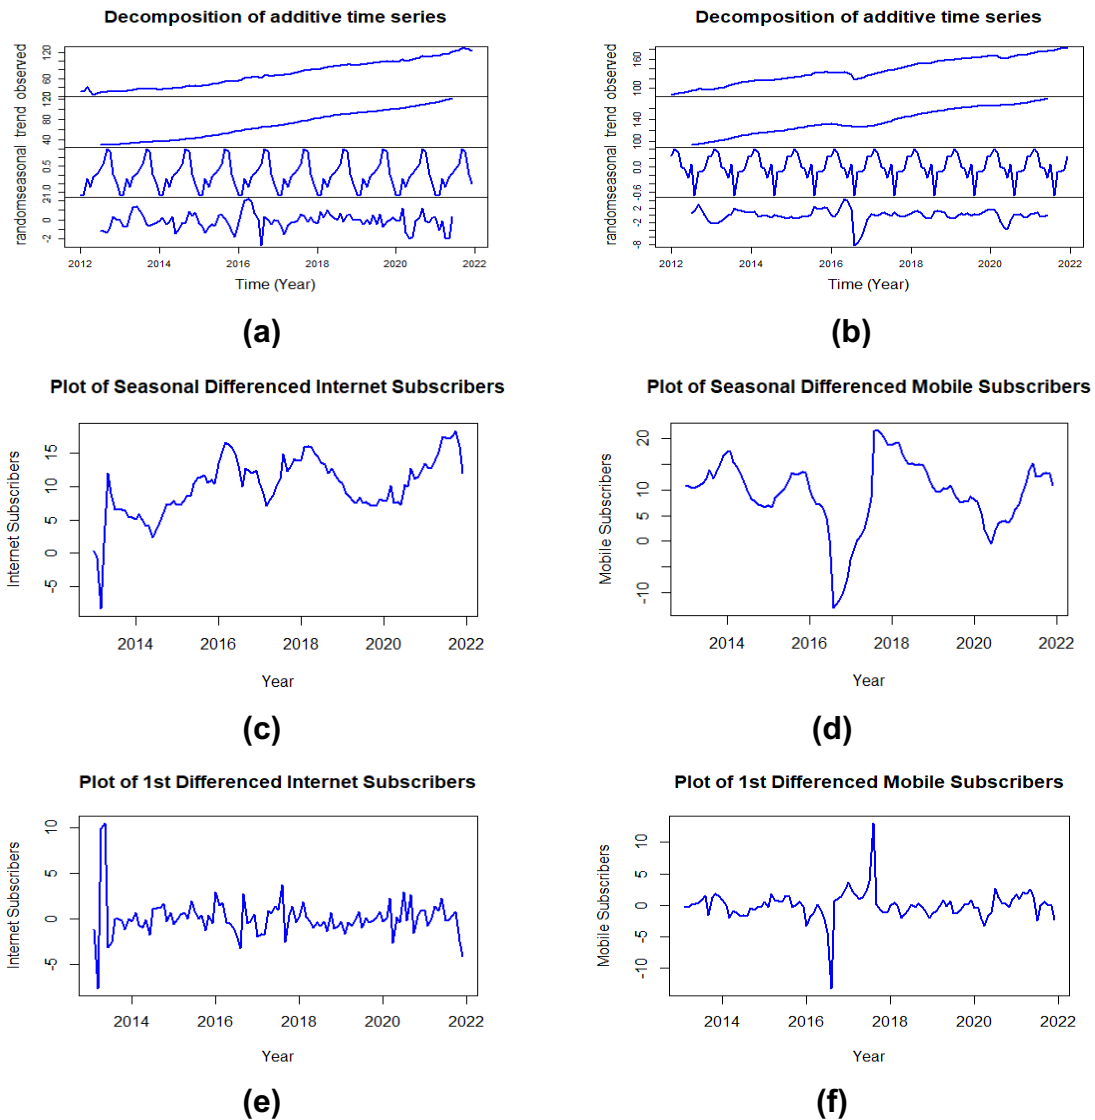 Decomposition of additive time series
observed
trend
seasonal
random
120
60
20
120
80
40
0.5
-1.0
2
0
-2
2012
2014
2016
2018
2020
2022
Time (Year)
(a)
Decomposition of additive time series
observed
trend
seasonal
random
160
100
140
100
0.0
-0.6
2
-2
-8
2012
2014
2016
2018
2020
2022
Time (Year)
(b)
Plot of Seasonal Differenced Internet Subscribers
Internet Subscribers
15
10
5
0
-5
2014
2016
2018
2020
2022
Year
(c)
Plot of Seasonal Differenced Mobile Subscribers
Mobile Subscribers
20
10
5
0
-10
2014
2016
2018
2020
2022
Year
(d)
Plot of 1st Differenced Internet Subscribers
Internet Subscribers
10
5
0
-5
2014
2016
2018
2020
2022
Year
(e)
Plot of 1st Differenced Mobile Subscribers
Mobile Subscribers
10
5
0
-5
-10
2014
2016
2018
2020
2022
Year
(f)